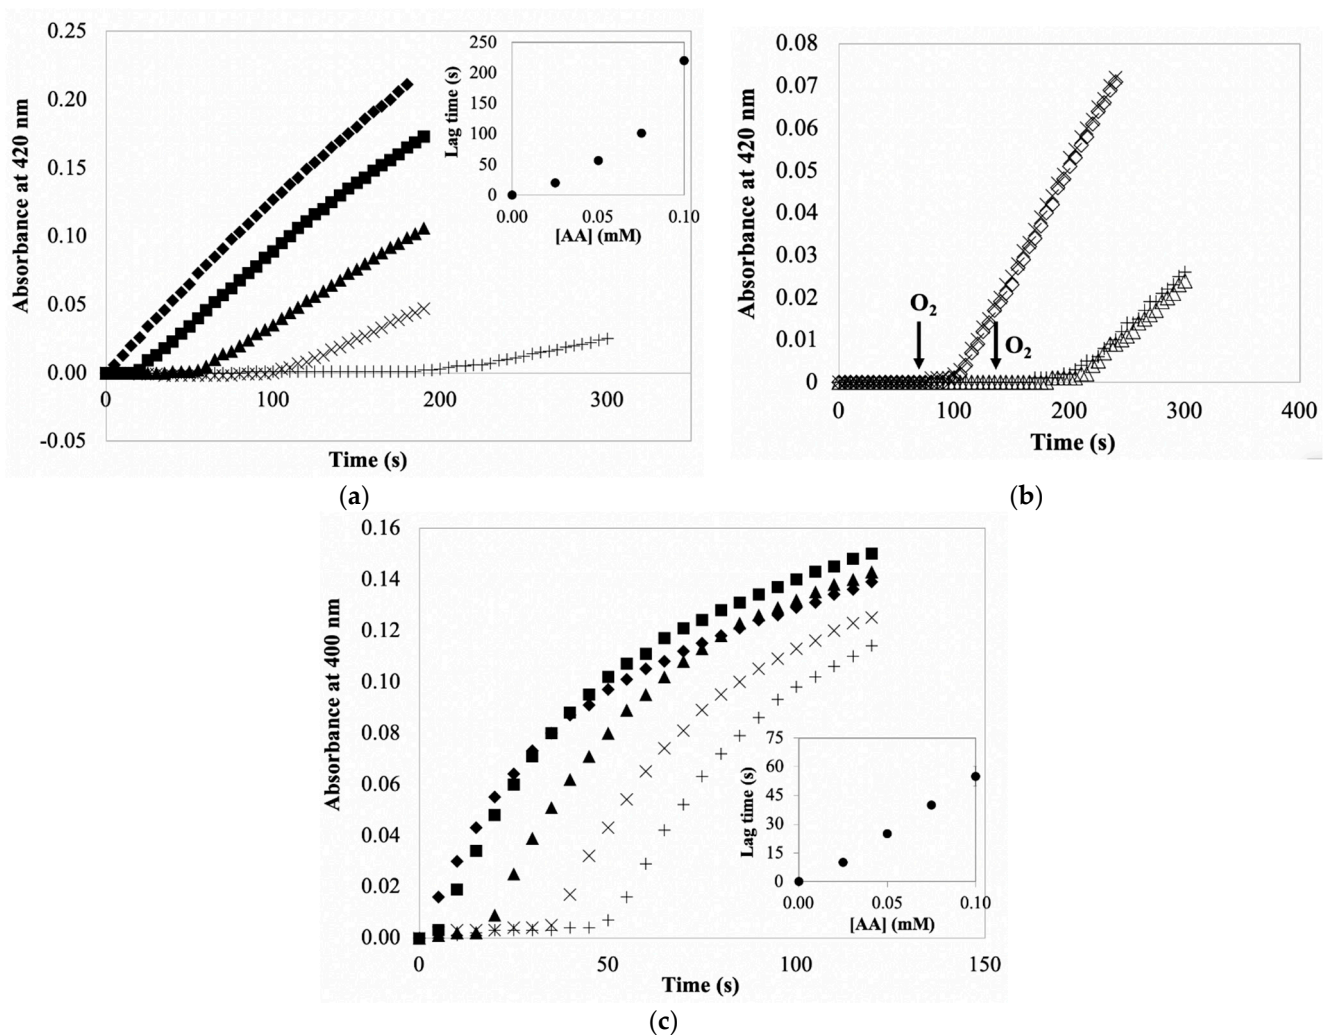 0.25
0.20
0.15
0.10
0.05
0.00
-0.05
Absorbance at 420 nm
0 100 200 300
Time (s)
250
200
150
100
50
0
Lag time (s)
0.00 0.05 0.10
[AA] (mM)
(a)
0.08
0.07
0.06
0.05
0.04
0.03
0.02
0.01
0
Absorbance at 420 nm
O2
O2
0 100 200 300 400
Time (s)
(b)
0.16
0.14
0.12
0.10
0.08
0.06
0.04
0.02
0.00
Absorbance at 400 nm
0 50 100 150
Time (s)
75
60
45
30
15
0
Lag time (s)
0.00 0.05 0.10
[AA] (mM)
(c)